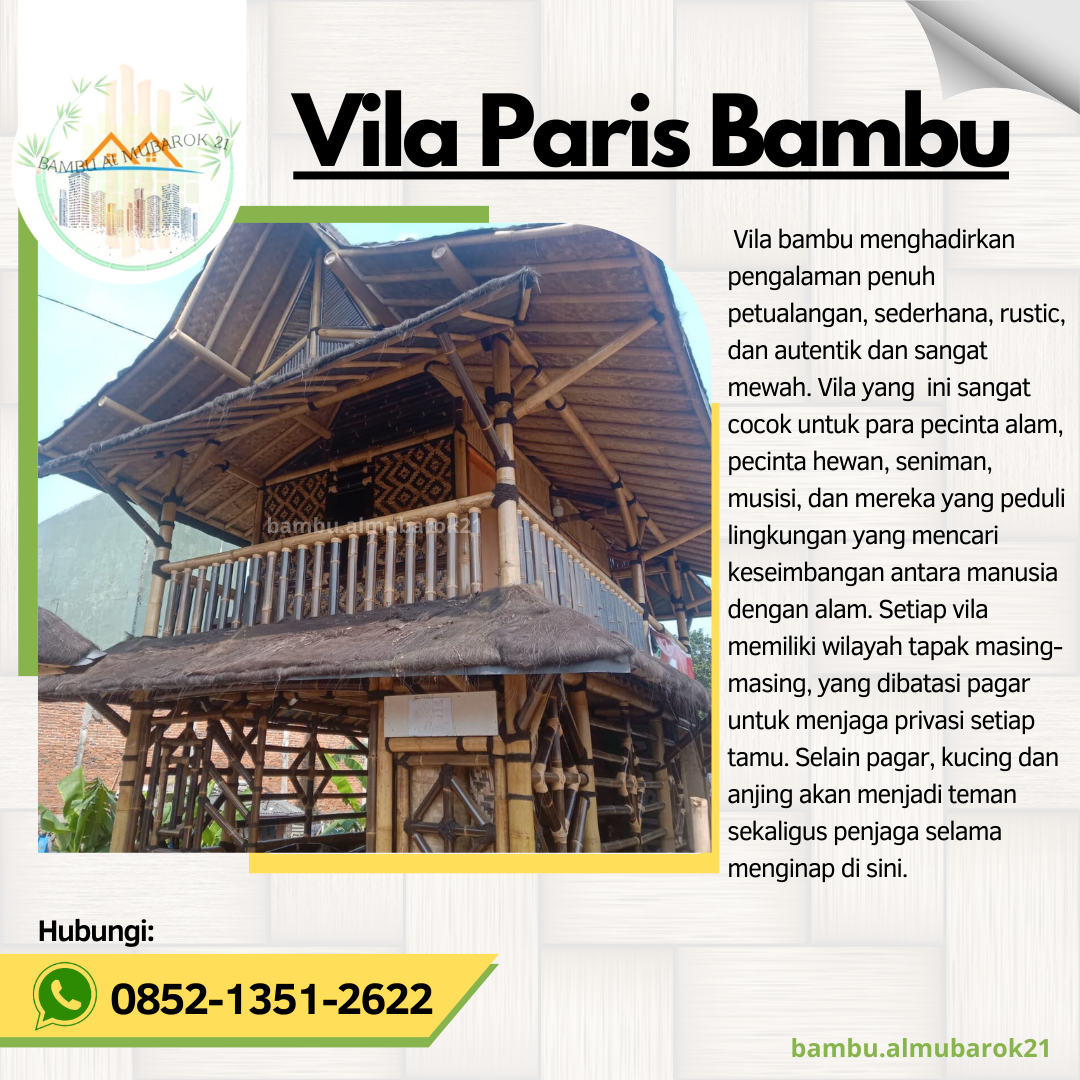 BAMBU AL MUBAROK 21
Vila Paris Bambu
Vila bambu menghadirkan
pengalaman penuh
petualangan, sederhana, rustic,
dan autentik dan sangat
mewah. Vila yang ini sangat
cocok untuk para pecinta alam,
pecinta hewan, seniman,
musisi, dan mereka yang peduli
lingkungan yang mencari
keseimbangan antara manusia
dengan alam. Setiap vila
memiliki wilayah tapak masing-
masing, yang dibatasi pagar
untuk menjaga privasi setiap
tamu. Selain pagar, kucing dan
anjing akan menjadi teman
sekaligus penjaga selama
menginap di sini.
bambu.almubarok21
Hubungi:
0852-1351-2622
bambu.almubarok21